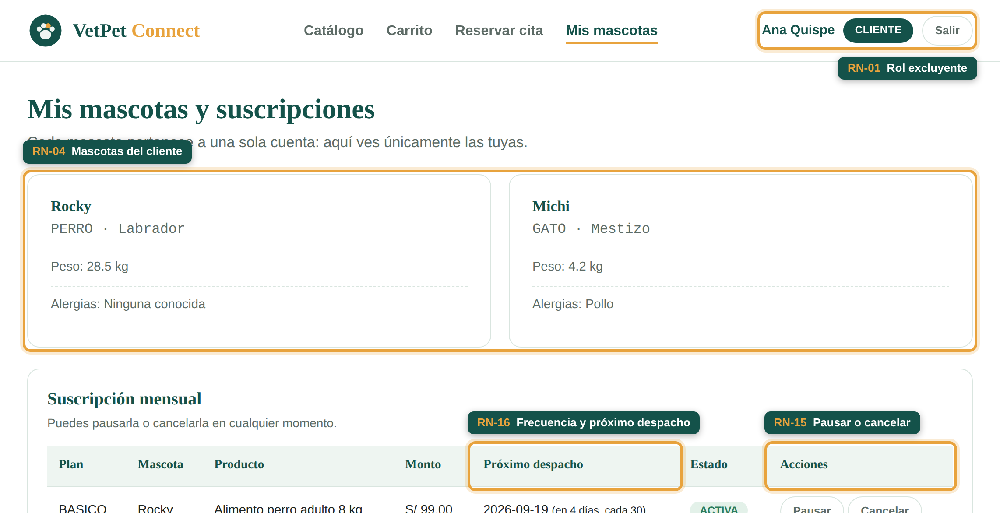 VetPet Connect
Catálogo Carrito Reservar cita Mis mascotas
Ana Quispe CLIENTE Salir
RN-01 Rol excluyente
Mis mascotas y suscripciones
a una sola cuenta: aquí ves únicamente las tuyas.
RN-04 Mascotas del cliente
Rocky
PERRO · Labrador
Peso: 28.5 kg
Alergias: Ninguna conocida
Michi
GATO · Mestizo
Peso: 4.2 kg
Alergias: Pollo
Suscripción mensual
Puedes pausarla o cancelarla en cualquier momento.
RN-16 Frecuencia y próximo despacho
RN-15 Pausar o cancelar
Plan Mascota Producto Monto Próximo despacho Estado Acciones
BASICO Rocky Alimento perro adulto 8 kg S/ 99.00 2026-09-19 (en 4 días, cada 30) ACTIVA Pausar Cancelar